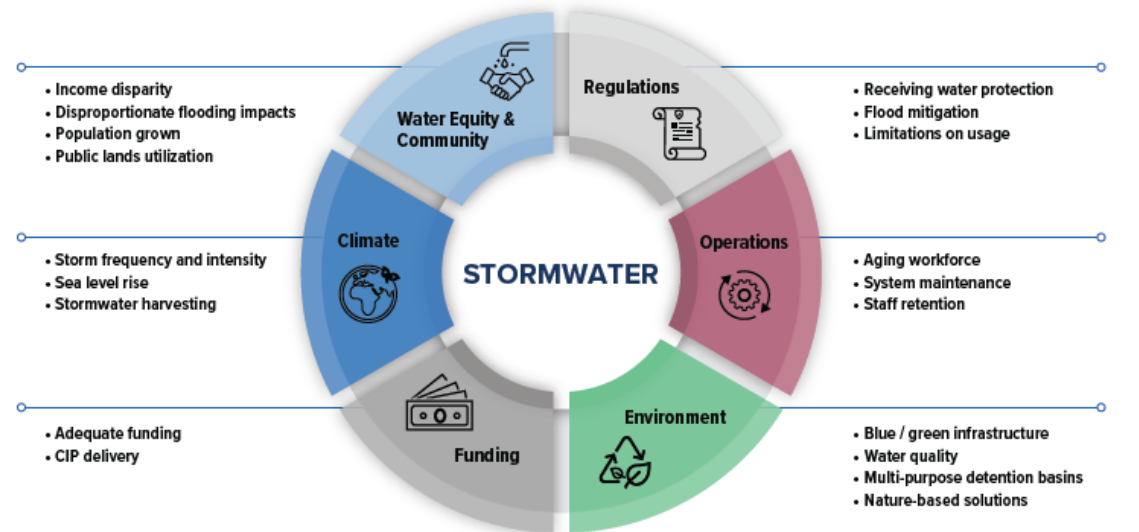 Water Equity &
Community
• Income disparity
• Disproportionate flooding impacts
• Population grown
• Public lands utilization
Regulations
• Receiving water protection
• Flood mitigation
• Limitations on usage
Climate
• Storm frequency and intensity
• Sea level rise
• Stormwater harvesting
STORMWATER
Operations
• Aging workforce
• System maintenance
• Staff retention
Funding
• Adequate funding
• CIP delivery
Environment
• Blue / green infrastructure
• Water quality
• Multi-purpose detention basins
• Nature-based solutions